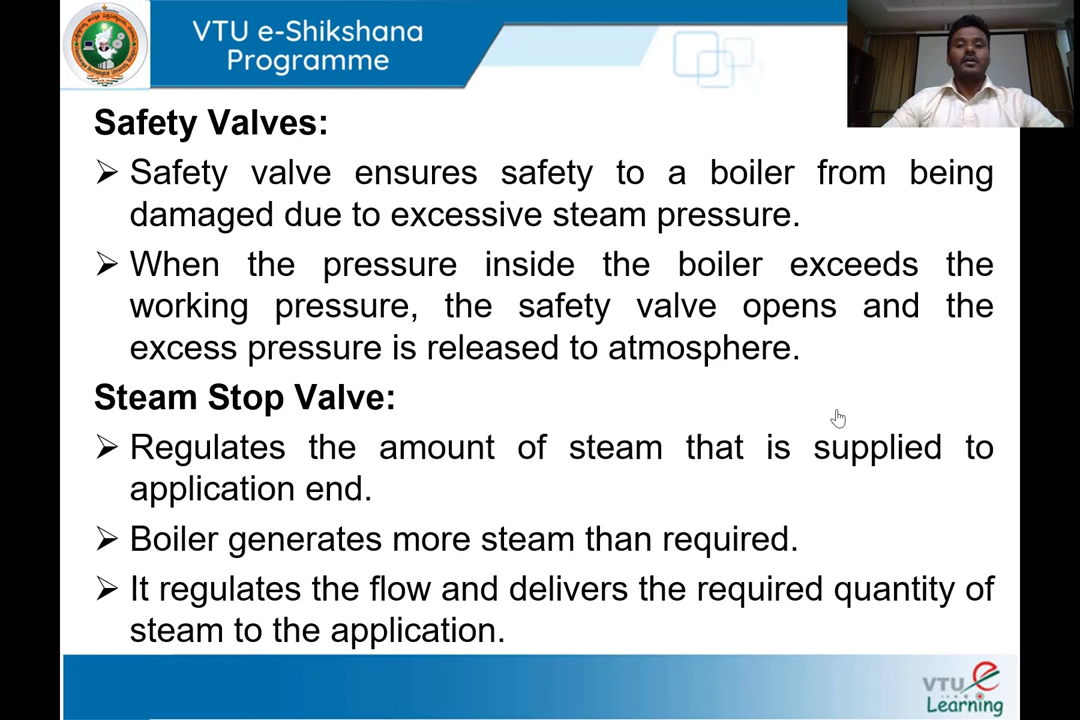 VTU e-Shikshana
Programme
Safety Valves:
➢ Safety valve ensures safety to a boiler from being
damaged due to excessive steam pressure.
➢ When the pressure inside the boiler exceeds the
working pressure, the safety valve opens and the
excess pressure is released to atmosphere.
Steam Stop Valve:
➢ Regulates the amount of steam that is supplied to
application end.
➢ Boiler generates more steam than required.
➢ It regulates the flow and delivers the required quantity of
steam to the application.
VTU e
Learning